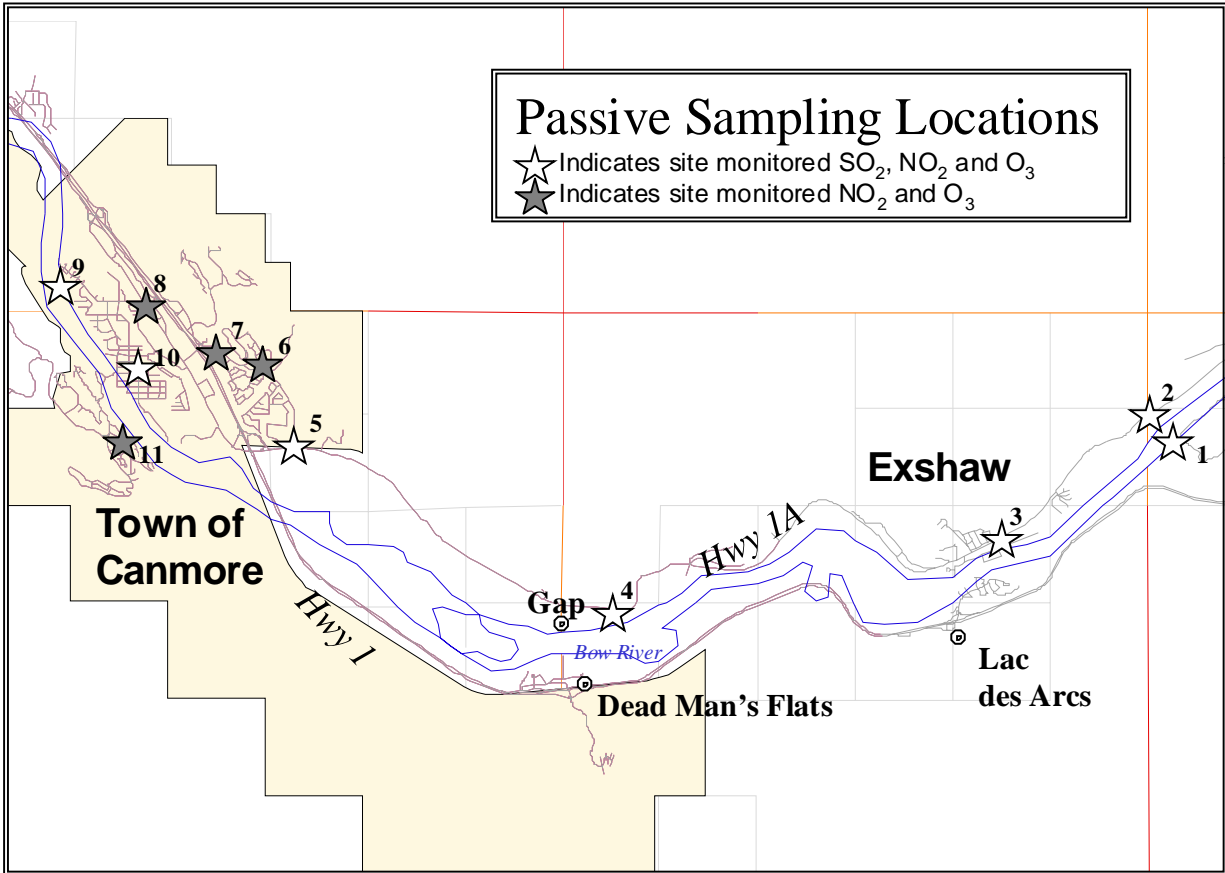 Passive Sampling Locations
Indicates site monitored SO₂, NO₂ and O₃
Indicates site monitored NO₂ and O₃
9
8
7
6
10
5
11
2
1
Exshaw
3
Town of
Canmore
Hwy 1A
Hwy 1
Gap
4
Bow River
Lac
des Arcs
Dead Man's Flats